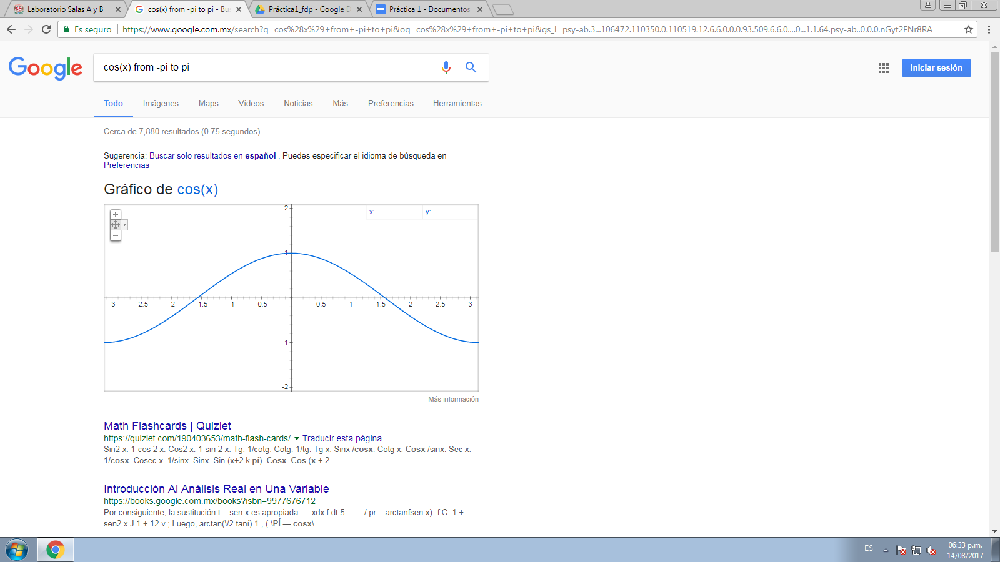 Laboratorio Salas A y B
cos(x) from -pi to pi - Bus
Práctica1_fdp - Google D
Práctica 1 - Documentos
Es seguro
https://www.google.com.mx/search?q=cos%28x%29+from+-pi+to+pi&oq=cos%28x%29+from+-pi+to+pi&gs_l=psy-ab.3...106472.110350.0.110519.12.6.6.0.0.0.93.509.6.6.0....0...1.1.64.psy-ab..0.0.0.nGyt2FNr8RA
Google
cos(x) from -pi to pi
Iniciar sesión
Todo Imágenes Maps Vídeos Noticias Más Preferencias Herramientas
Cerca de 7,880 resultados (0.75 segundos)
Sugerencia: Buscar solo resultados en español . Puedes especificar el idioma de búsqueda en
Preferencias
Gráfico de cos(x)
2
x: y:
1
-3 -2.5 -2 -1.5 -1 -0.5 0.5 1 1.5 2 2.5 3
-1
-2
Más información
Math Flashcards | Quizlet
https://quizlet.com/190403653/math-flash-cards/ Traducir esta página
Sin2 x. 1-cos 2 x. Cos2 x. 1-sin 2 x. Tg. 1/cotg. Cotg. 1/tg. Tg x. Sinx /cosx. Cotg x. Cosx /sinx. Sec x.
1/cosx. Cosec x. 1/sinx. Sinx. Sin (x+2 k pí). Cosx. Cos (x + 2 ...
Introducción Al Análisis Real en Una Variable
https://books.google.com.mx/books?isbn=9977676712
Por consiguiente, la sustitución t = sen x es apropiada. ... xdx f dt 5 — = / pr = arctanfsen x) -f C. 1 +
sen2 x J 1 + 12 v ; Luego, arctan(\/2 taní) 1 , ( \PÍ — cosx\ . . _ ...
ES
06:33 p.m.
14/08/2017